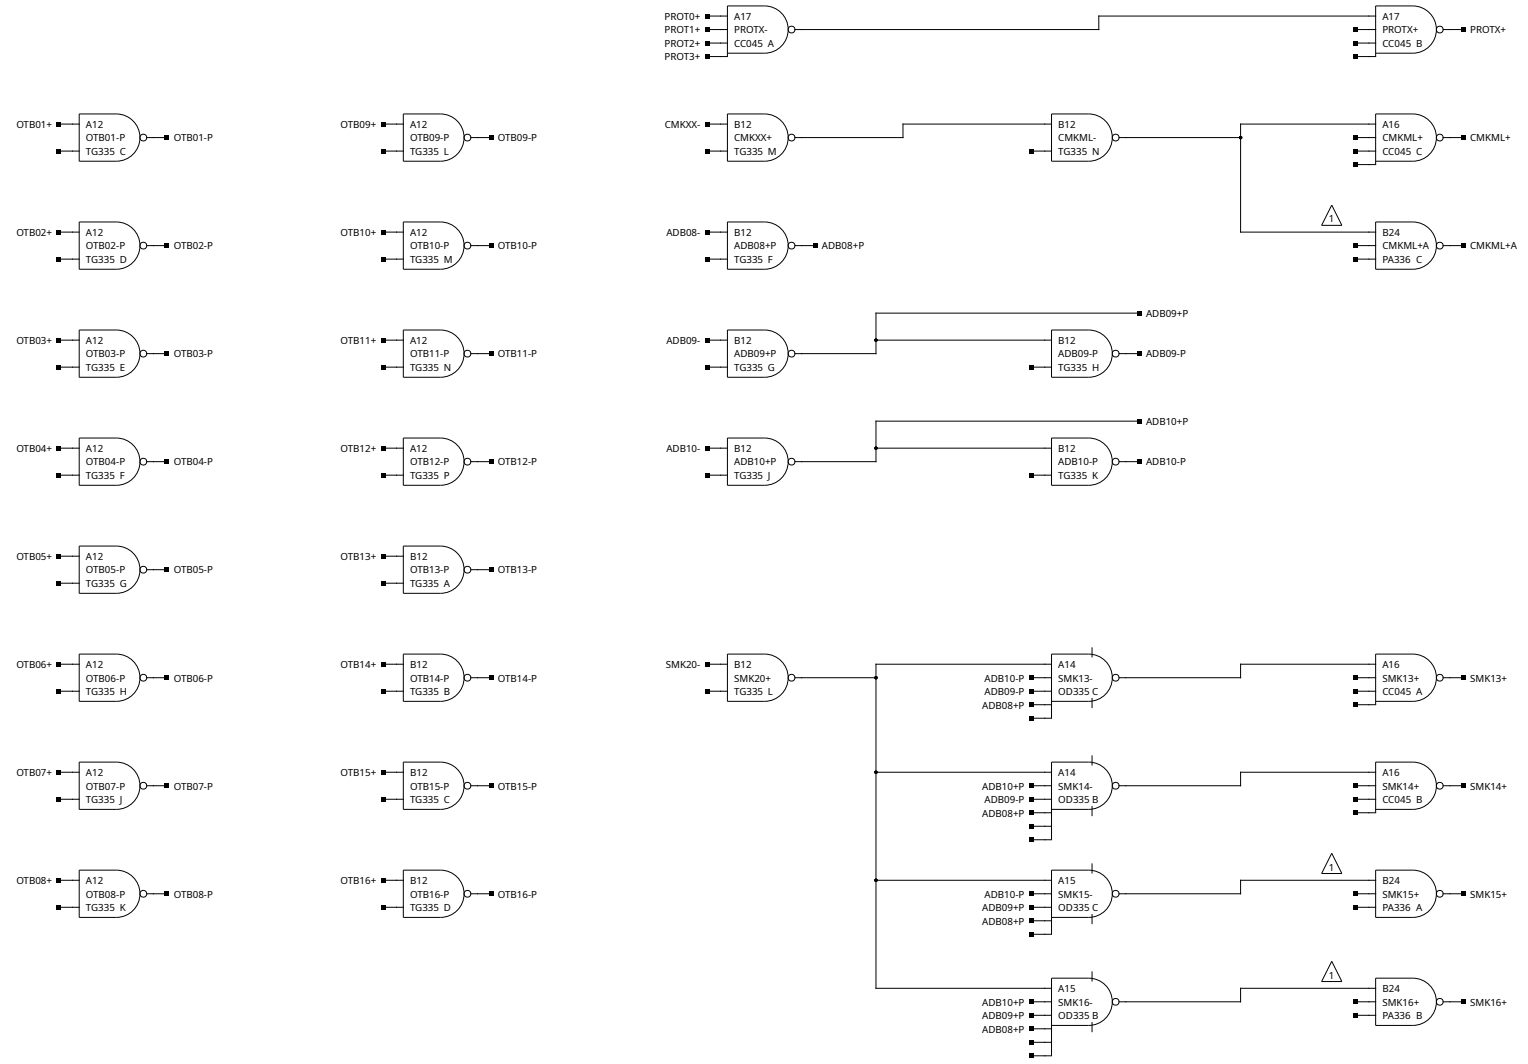 PROT0+
PROT1+
PROT2+
PROT3+
A17
PROTX-
CC045 A
A17
PROTX+
CC045 B
PROTX+
OTB01+
A12
OTB01-P
TG335 C
OTB01-P
OTB09+
A12
OTB09-P
TG335 L
OTB09-P
CMKXX-
B12
CMKXX+
TG335 M
B12
CMKML-
TG335 N
A16
CMKML+
CC045 C
CMKML+
OTB02+
A12
OTB02-P
TG335 D
OTB02-P
OTB10+
A12
OTB10-P
TG335 M
OTB10-P
ADB08-
B12
ADB08+P
TG335 F
ADB08+P
1
B24
CMKML+A
PA336 C
CMKML+A
OTB03+
A12
OTB03-P
TG335 E
OTB03-P
OTB11+
A12
OTB11-P
TG335 N
OTB11-P
ADB09-
B12
ADB09+P
TG335 G
ADB09+P
B12
ADB09-P
TG335 H
ADB09-P
OTB04+
A12
OTB04-P
TG335 F
OTB04-P
OTB12+
A12
OTB12-P
TG335 P
OTB12-P
ADB10-
B12
ADB10+P
TG335 J
ADB10+P
B12
ADB10-P
TG335 K
ADB10-P
OTB05+
A12
OTB05-P
TG335 G
OTB05-P
OTB13+
B12
OTB13-P
TG335 A
OTB13-P
OTB06+
A12
OTB06-P
TG335 H
OTB06-P
OTB14+
B12
OTB14-P
TG335 B
OTB14-P
SMK20-
B12
SMK20+
TG335 L
ADB10-P
ADB09-P
ADB08+P
A14
SMK13-
OD335 C
A16
SMK13+
CC045 A
SMK13+
OTB07+
A12
OTB07-P
TG335 J
OTB07-P
OTB15+
B12
OTB15-P
TG335 C
OTB15-P
ADB10+P
ADB09-P
ADB08+P
A14
SMK14-
OD335 B
A16
SMK14+
CC045 B
SMK14+
OTB08+
A12
OTB08-P
TG335 K
OTB08-P
OTB16+
B12
OTB16-P
TG335 D
OTB16-P
ADB10-P
ADB09+P
ADB08+P
A15
SMK15-
OD335 C
1
B24
SMK15+
PA336 A
SMK15+
ADB10+P
ADB09+P
ADB08+P
A15
SMK16-
OD335 B
1
B24
SMK16+
PA336 B
SMK16+